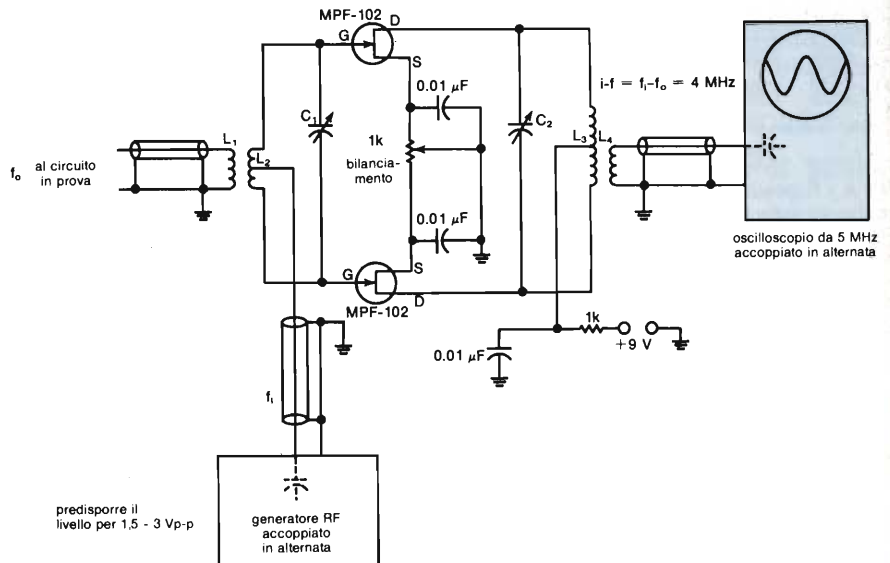 MPF-102
G
D
S
0.01 µF
C₁
1k
bilancia-
mento
0.01 µF
G
S
D
MPF-102
L₁
L₂
fₒ
al circuito
in prova
C₂
L₃
L₄
i-f = f₁-fₒ = 4 MHz
oscilloscopio da 5 MHz
accoppiato in alternata
1k
+9 V
0.01 µF
f₁
predisporre il
livello per 1,5 - 3 Vp-p
generatore RF
accoppiato
in alternata